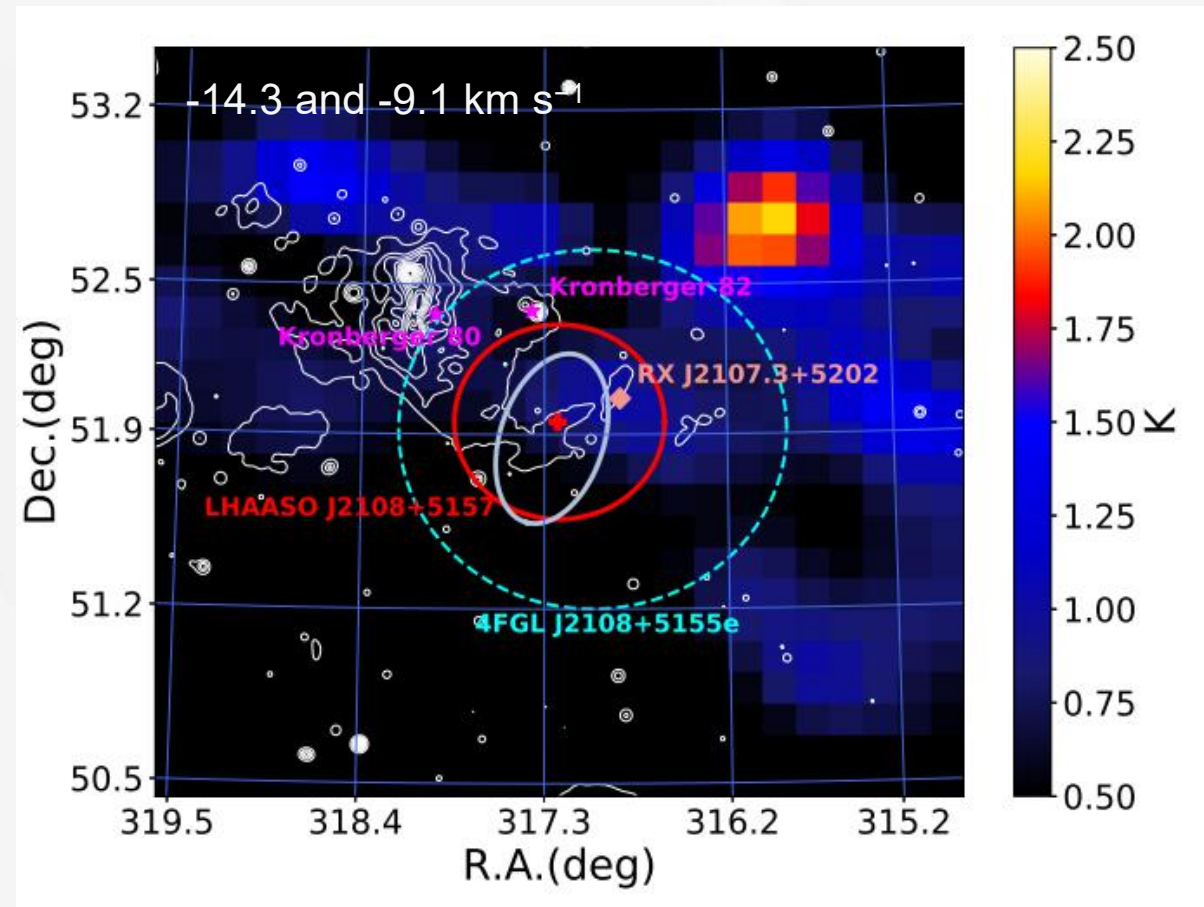 -14.3 and -9.1 km s⁻¹
53.2
52.5
51.9
51.2
50.5
Dec.(deg)
Kronberger 82
Kronberger 80
RX J2107.3+5202
LHAASO J2108+5157
4FGL J2108+5155e
319.5 318.4 317.3 316.2 315.2
R.A.(deg)
2.50
2.25
2.00
1.75
1.50
1.25
1.00
0.75
0.50
K